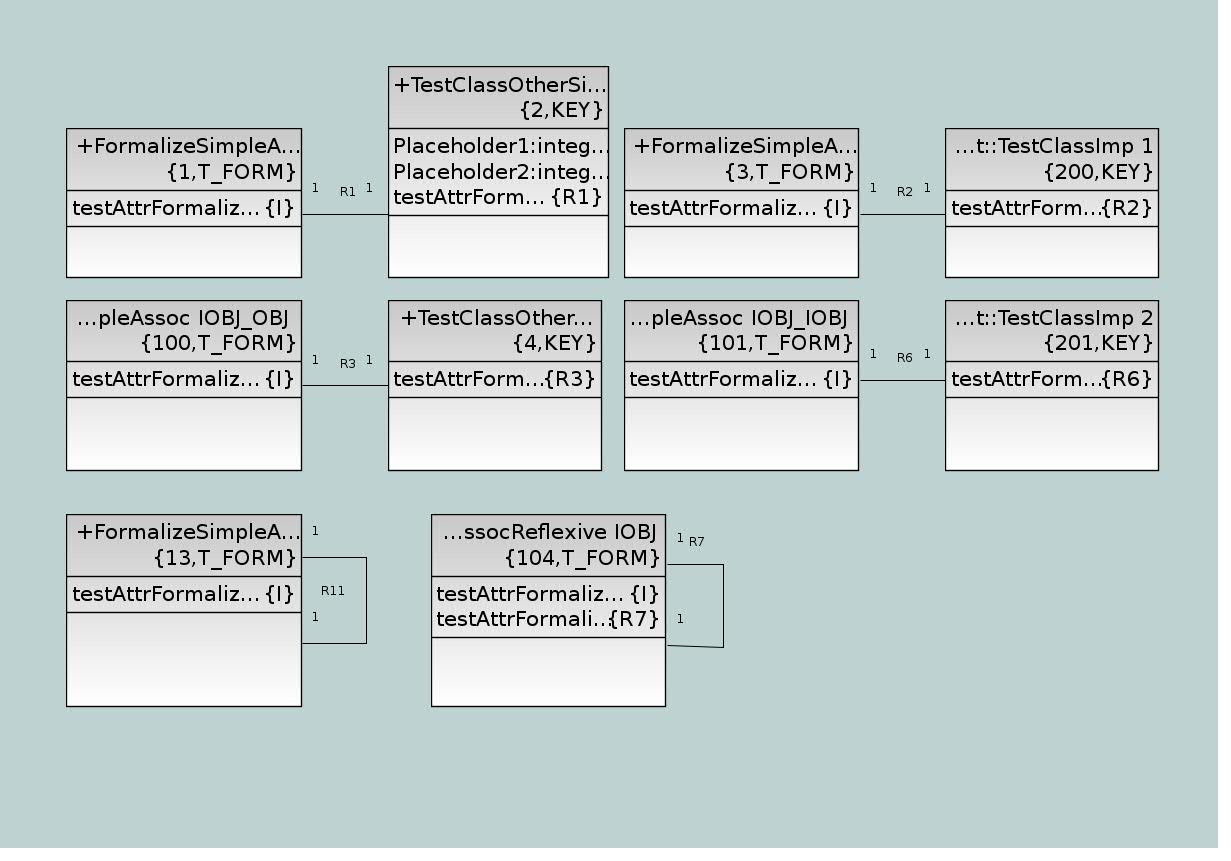 +FormalizeSimpleA...
{1,T_FORM}
testAttrFormaliz... {I}
1 R1 1
+TestClassOtherSi...
{2,KEY}
Placeholder1:integ...
Placeholder2:integ...
testAttrForm... {R1}
+FormalizeSimpleA...
{3,T_FORM}
testAttrFormaliz... {I}
1 R2 1
...t::TestClassImp 1
{200,KEY}
testAttrForm...{R2}
...pleAssoc IOBJ_OBJ
{100,T_FORM}
testAttrFormaliz... {I}
1 R3 1
+TestClassOther...
{4,KEY}
testAttrForm...{R3}
...pleAssoc IOBJ_IOBJ
{101,T_FORM}
testAttrFormaliz... {I}
1 R6 1
...t::TestClassImp 2
{201,KEY}
testAttrForm...{R6}
+FormalizeSimpleA...
{13,T_FORM}
testAttrFormaliz... {I}
1
R11
1
...ssocReflexive IOBJ
{104,T_FORM}
testAttrFormaliz... {I}
testAttrFormali...{R7}
1 R7
1